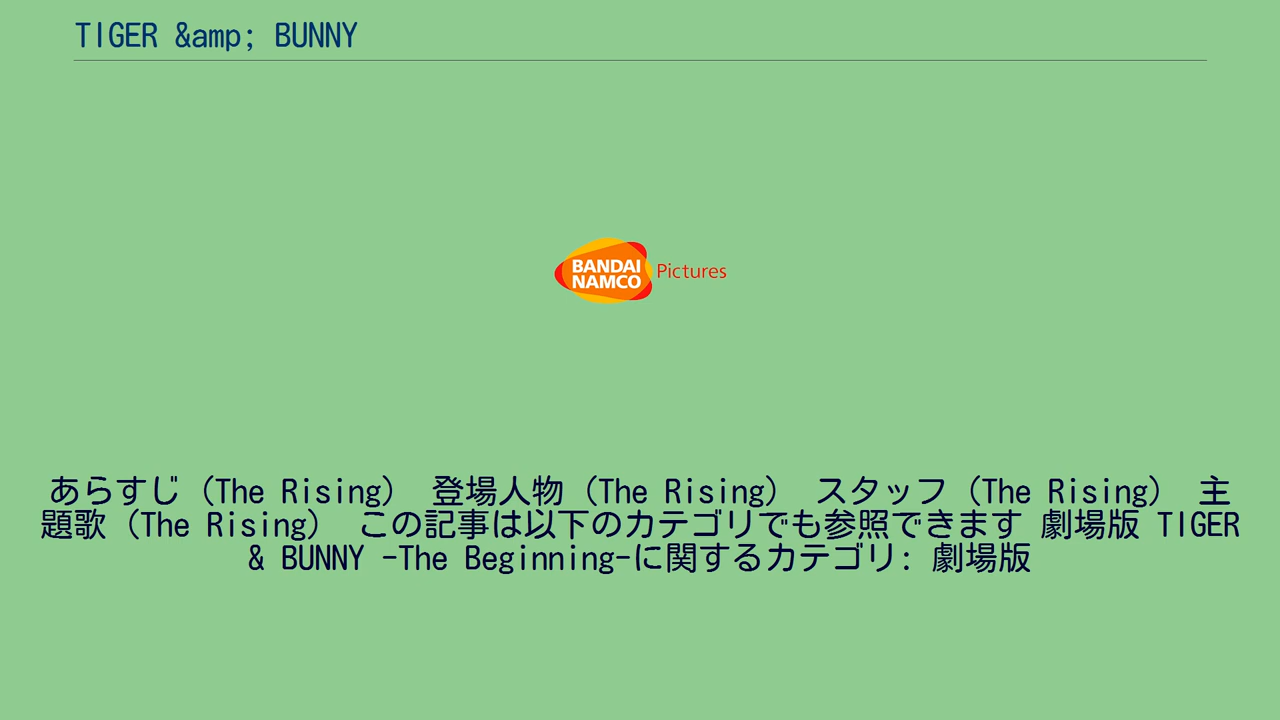 TIGER &amp; BUNNY
BANDAI
NAMCO
Pictures
あらすじ（The Rising） 登場人物（The Rising） スタッフ（The Rising） 主
題歌（The Rising） この記事は以下のカテゴリでも参照できます 劇場版 TIGER
& BUNNY -The Beginning-に関するカテゴリ: 劇場版